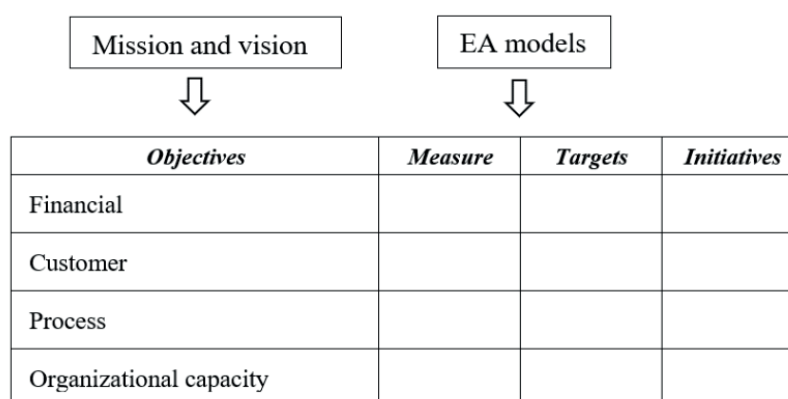 Mission and vision
EA models
Objectives Measure Targets Initiatives
Financial
Customer
Process
Organizational capacity